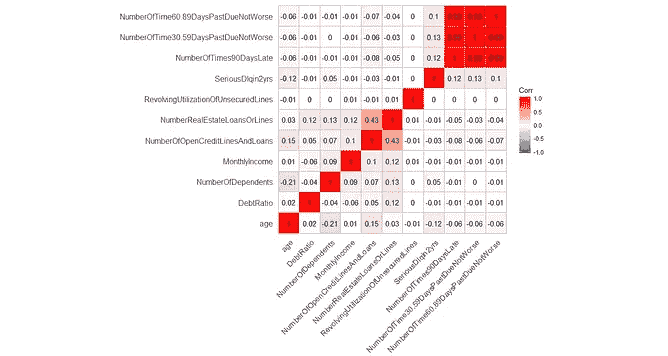 NumberOfTime60.89DaysPastDueNotWorse -0.06 -0.01 -0.01 -0.01 -0.07 -0.04 0 0.1 1
NumberOfTime30.59DaysPastDueNotWorse -0.06 -0.01 0 -0.01 -0.06 -0.03 0 0.13 1
NumberOfTimes90DaysLate -0.06 -0.01 -0.01 -0.01 -0.08 -0.05 0 0.12 1
SeriousDlqin2yrs -0.12 -0.01 0.05 -0.02 -0.03 -0.01 0 1 0.12 0.13 0.1
RevolvingUtilizationOfUnsecuredLines -0.01 0 0 0 -0.01 0.01 1 0 0 0 0
NumberRealEstateLoansOrLines 0.03 0.12 0.13 0.12 0.43 1 0.01 -0.01 -0.05 -0.03 -0.04
NumberOfOpenCreditLinesAndLoans 0.15 0.05 0.07 0.1 1 0.43 -0.01 -0.03 -0.08 -0.06 -0.07
MonthlyIncome 0.01 -0.06 0.09 1 0.1 0.12 0 -0.02 -0.01 -0.01 -0.01
NumberOfDependents -0.21 -0.04 1 0.09 0.07 0.13 0 0.05 -0.01 0 -0.01
DebtRatio 0.02 1 -0.04 -0.06 0.05 0.12 0 -0.01 -0.01 -0.01 -0.01
age 1 0.02 -0.21 0.01 0.15 0.03 -0.01 -0.12 -0.06 -0.06 -0.06
age
DebtRatio
NumberOfDependents
MonthlyIncome
NumberOfOpenCreditLinesAndLoans
NumberRealEstateLoansOrLines
RevolvingUtilizationOfUnsecuredLines
SeriousDlqin2yrs
NumberOfTimes90DaysLate
NumberOfTime30.59DaysPastDueNotWorse
NumberOfTime60.89DaysPastDueNotWorse
Corr
1.0
0.5
0.0
-0.5
-1.0